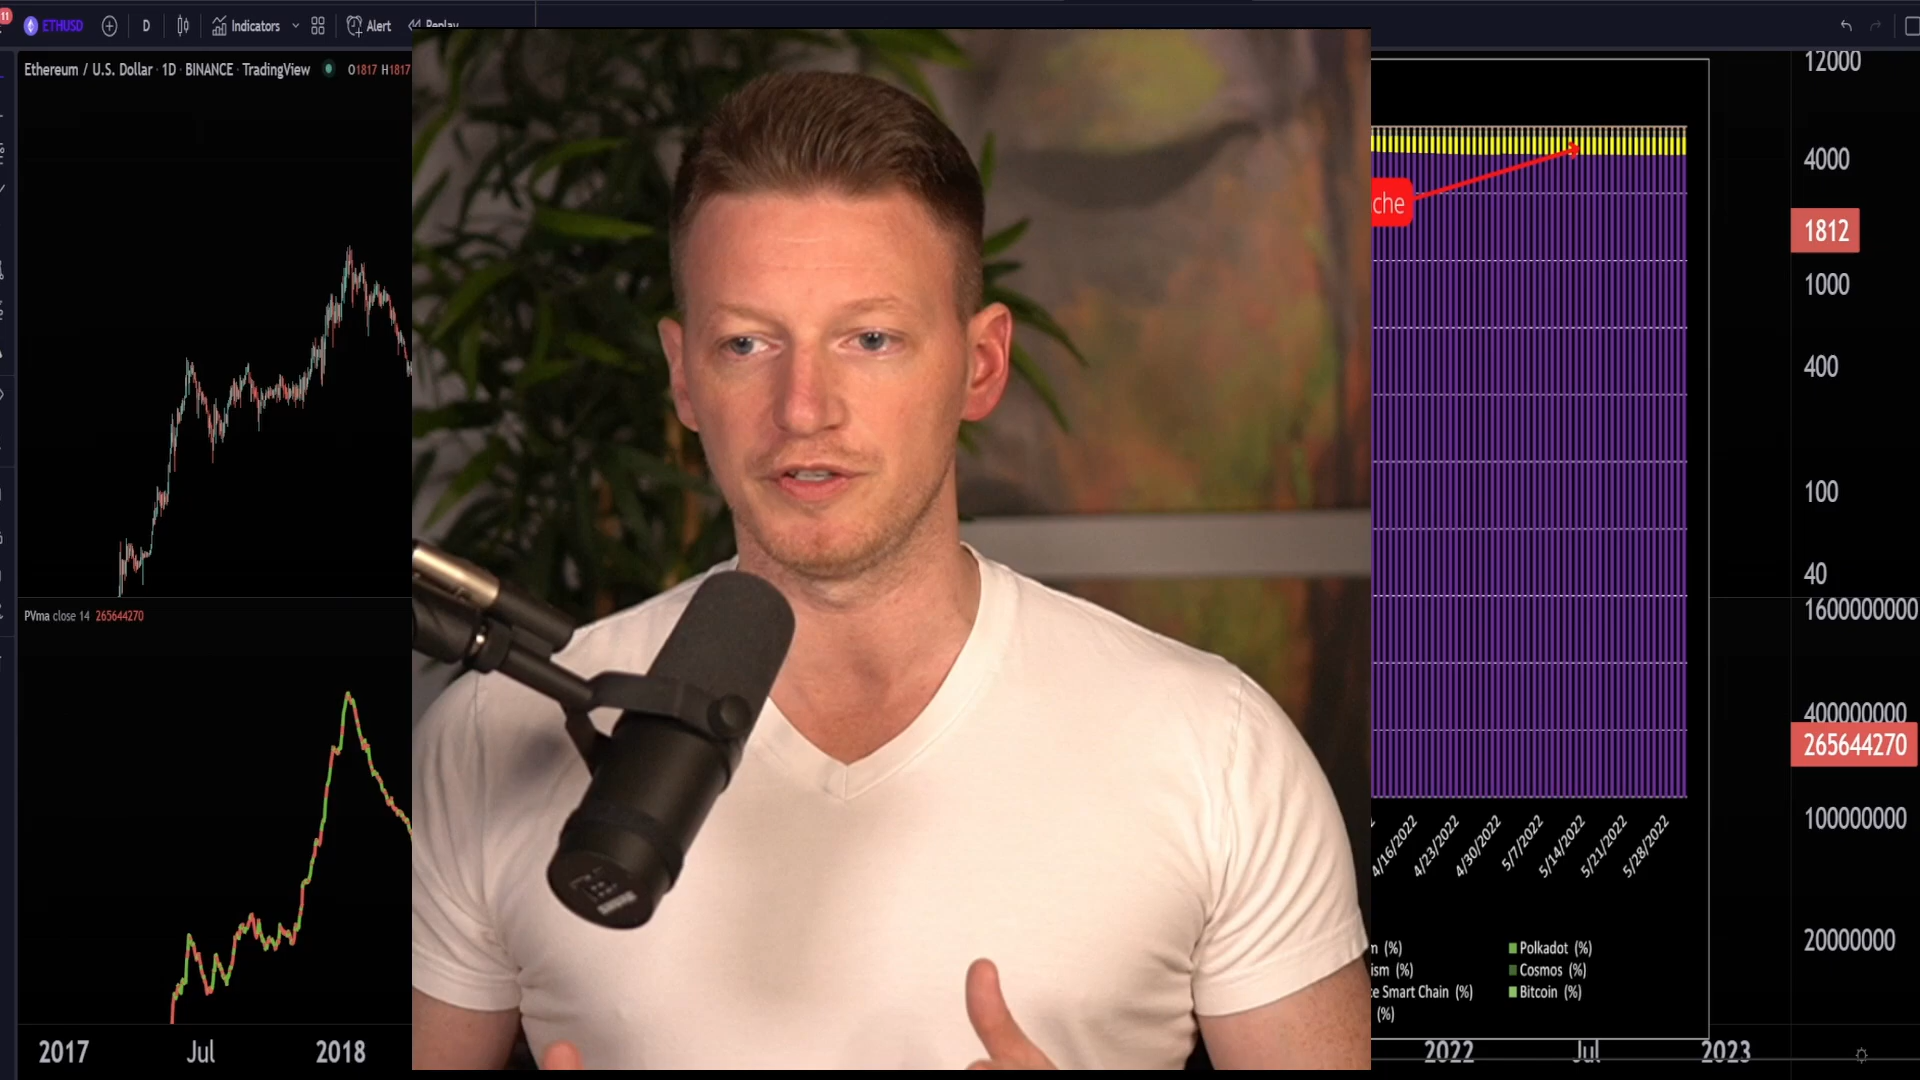 11 ETHUSD D Indicators Alert Replay
Ethereum / U.S. Dollar · 1D · BINANCE · TradingView O1817 H1817
12000
4000
che
1812
1000
400
100
40
PVma close 14 265644270
1600000000
400000000
265644270
100000000
4/16/2022 4/23/2022 4/30/2022 5/7/2022 5/14/2022 5/21/2022 5/28/2022
20000000
m (%) Polkadot (%)
ism (%) Cosmos (%)
e Smart Chain (%) Bitcoin (%)
(%)
2017 Jul 2018 2022 Jul 2023